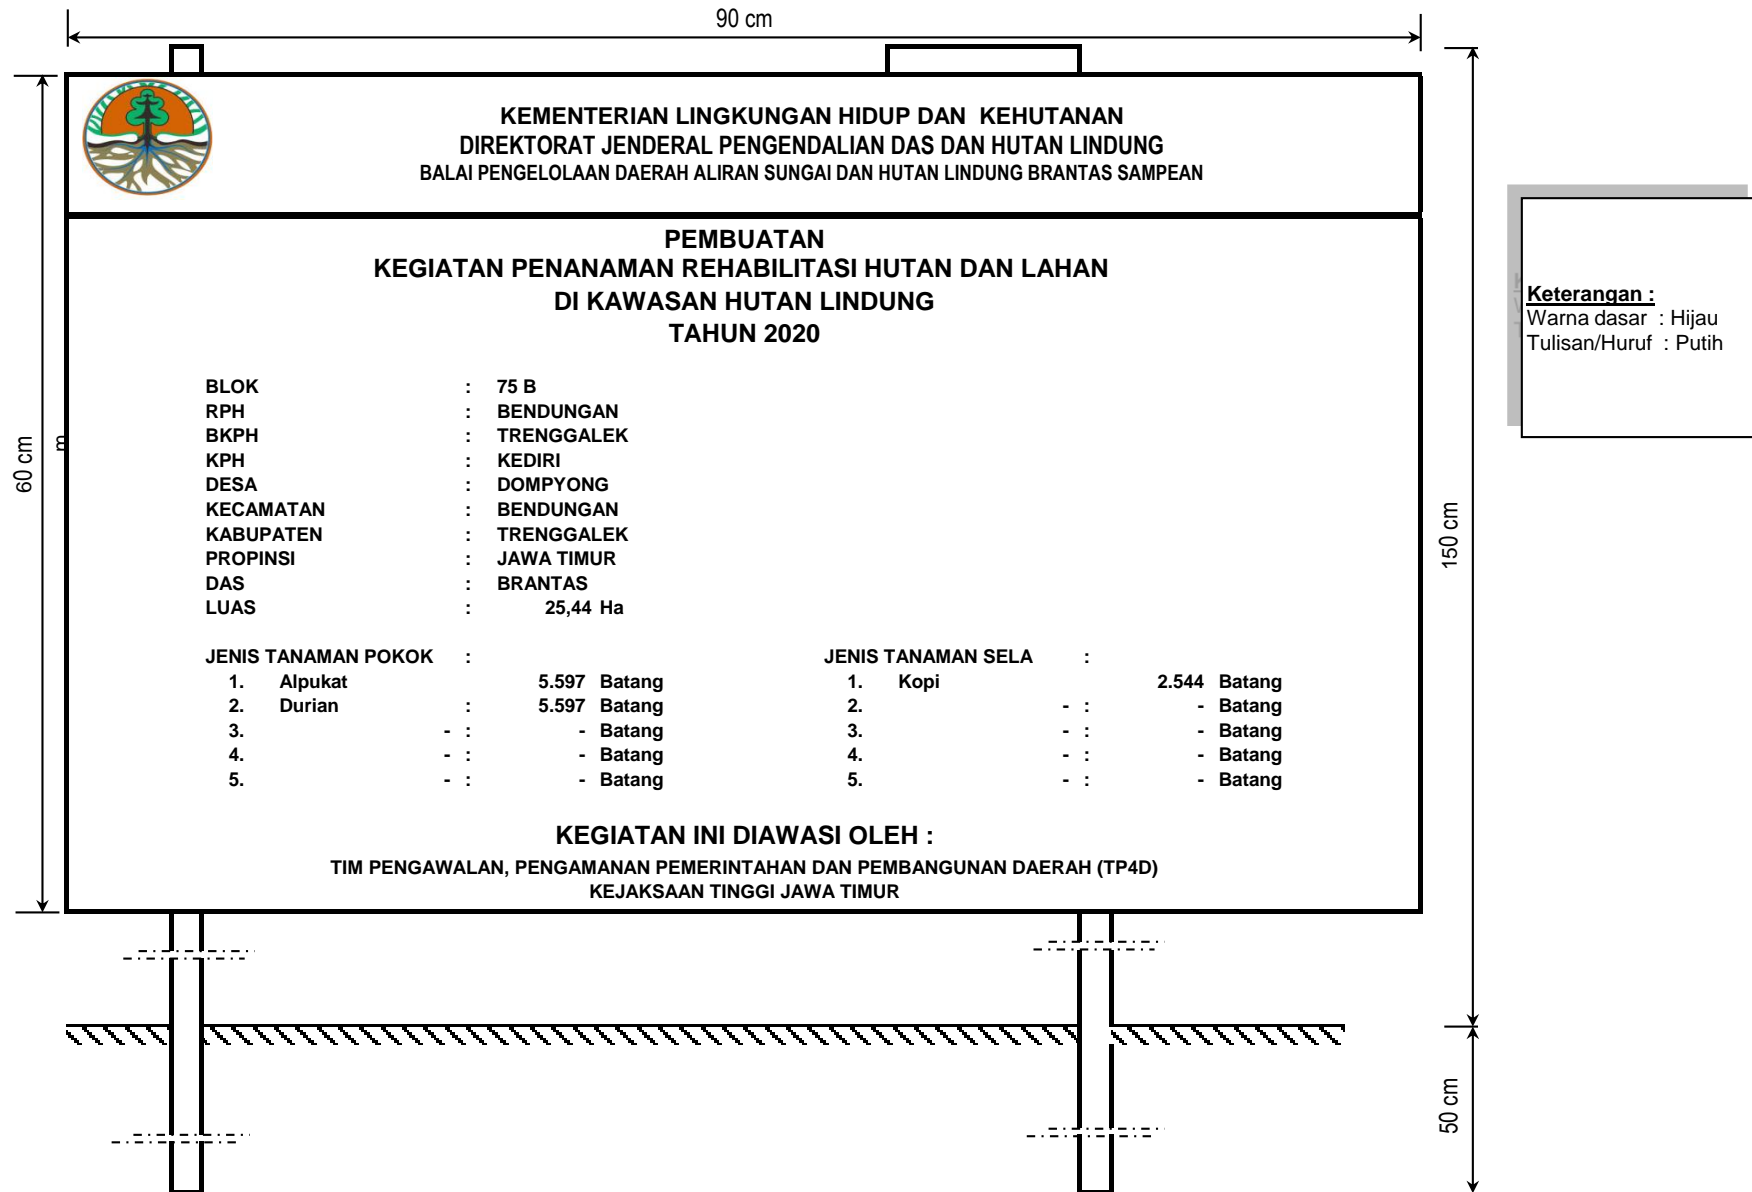 90 cm
KEMENTERIAN LINGKUNGAN HIDUP DAN KEHUTANAN
DIREKTORAT JENDERAL PENGENDALIAN DAS DAN HUTAN LINDUNG
BALAI PENGELOLAAN DAERAH ALIRAN SUNGAI DAN HUTAN LINDUNG BRANTAS SAMPEAN
PEMBUATAN
KEGIATAN PENANAMAN REHABILITASI HUTAN DAN LAHAN
DI KAWASAN HUTAN LINDUNG
TAHUN 2020
BLOK : 75 B
RPH : BENDUNGAN
BKPH : TRENGGALEK
KPH : KEDIRI
DESA : DOMPYONG
KECAMATAN : BENDUNGAN
KABUPATEN : TRENGGALEK
PROPINSI : JAWA TIMUR
DAS : BRANTAS
LUAS : 25,44 Ha
JENIS TANAMAN POKOK :
1. Alpukat 5.597 Batang
2. Durian : 5.597 Batang
3. - : - Batang
4. - : - Batang
5. - : - Batang
JENIS TANAMAN SELA :
1. Kopi 2.544 Batang
2. - : - Batang
3. - : - Batang
4. - : - Batang
5. - : - Batang
KEGIATAN INI DIAWASI OLEH :
TIM PENGAWALAN, PENGAMANAN PEMERINTAHAN DAN PEMBANGUNAN DAERAH (TP4D)
KEJAKSAAN TINGGI JAWA TIMUR
60 cm
m
150 cm
50 cm
Keterangan :
Warna dasar : Hijau
Tulisan/Huruf : Putih